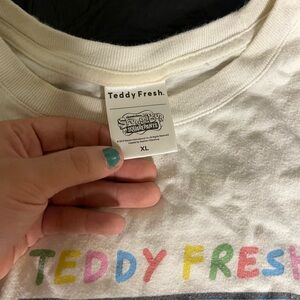 Teddy Fresh.
SpongeBob
SQUAREPANTS
XL
TEDDY FRES